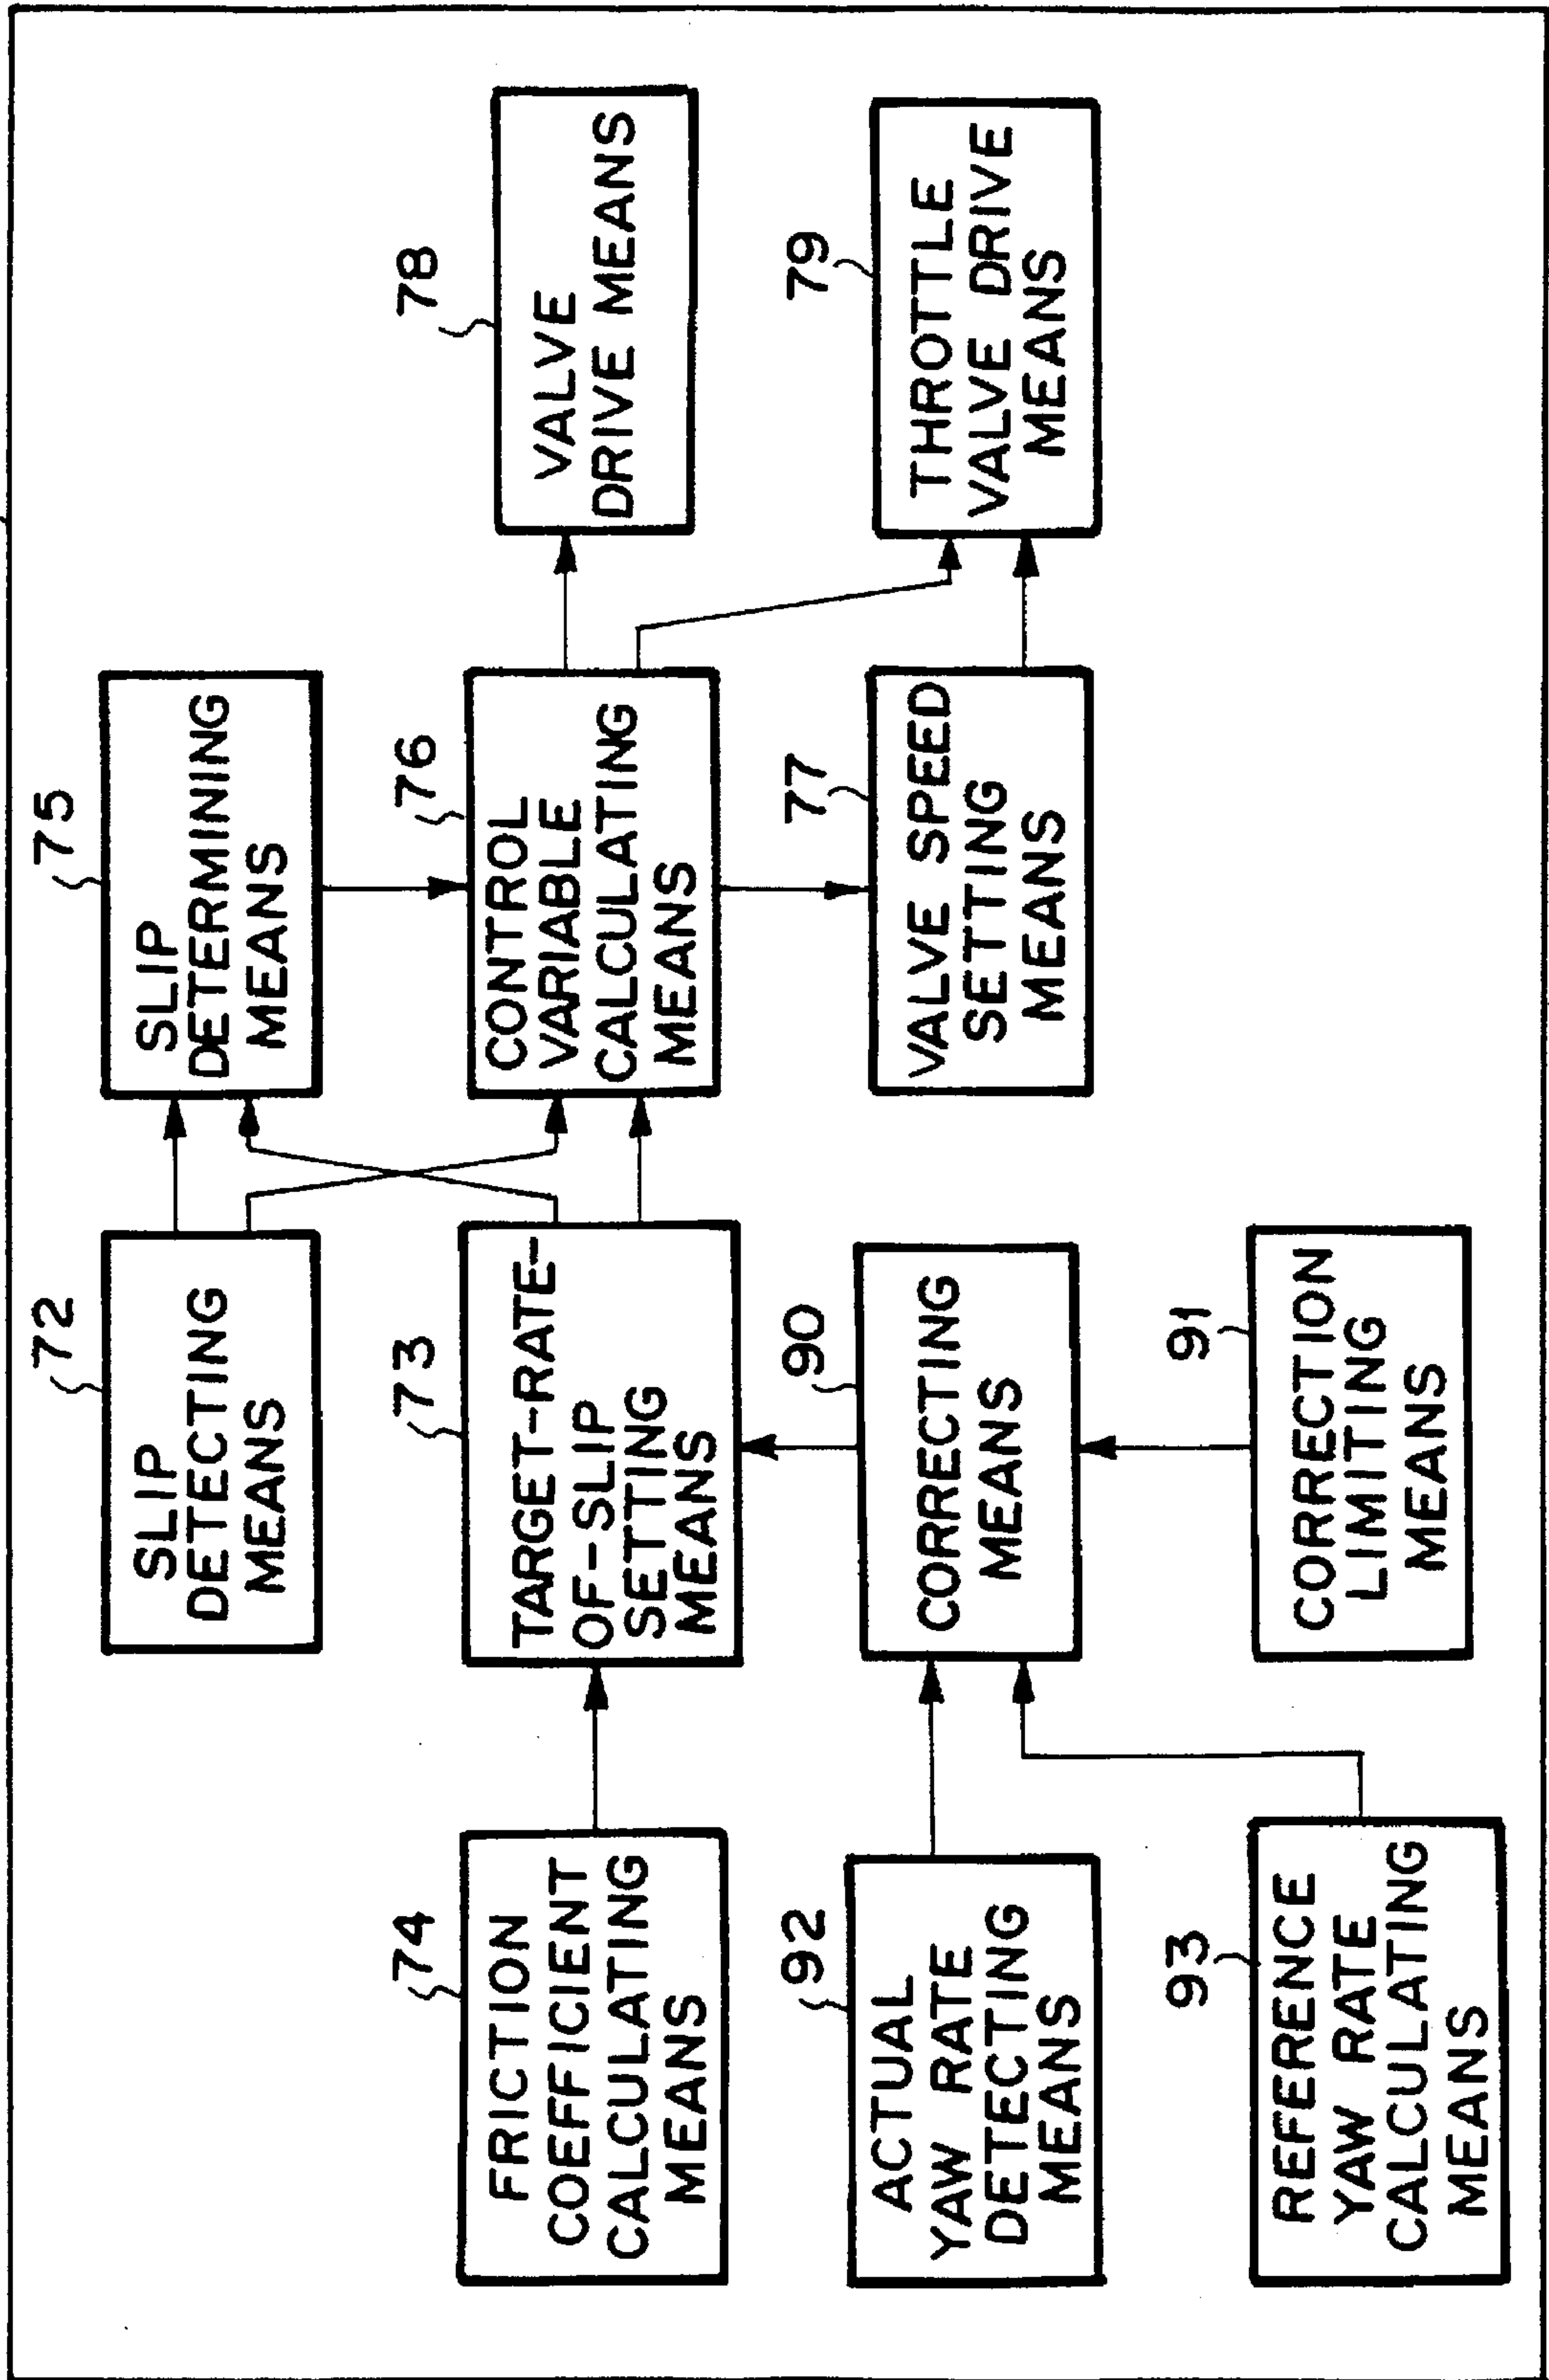 72
SLIP
DETECTING
MEANS
75
SLIP
DETERMINING
MEANS
74
FRICTION
COEFFICIENT
CALCULATING
MEANS
73
TARGET-RATE-
OF-SLIP
SETTING
MEANS
76
CONTROL
VARIABLE
CALCULATING
MEANS
78
VALVE
DRIVE MEANS
92
ACTUAL
YAW RATE
DETECTING
MEANS
90
CORRECTING
MEANS
77
VALVE SPEED
SETTING
MEANS
79
THROTTLE
VALVE DRIVE
MEANS
93
REFERENCE
YAW RATE
CALCULATING
MEANS
91
CORRECTION
LIMITING
MEANS